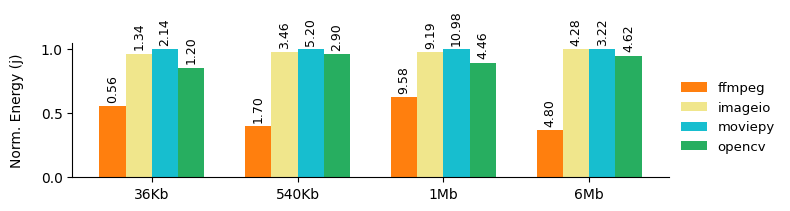 Norm. Energy (j)
1.0
0.5
0.0
0.56
1.34
2.14
1.20
1.70
3.46
5.20
2.90
9.58
9.19
10.98
4.46
4.80
4.28
3.22
4.62
36Kb
540Kb
1Mb
6Mb
ffmpeg
imageio
moviepy
opencv